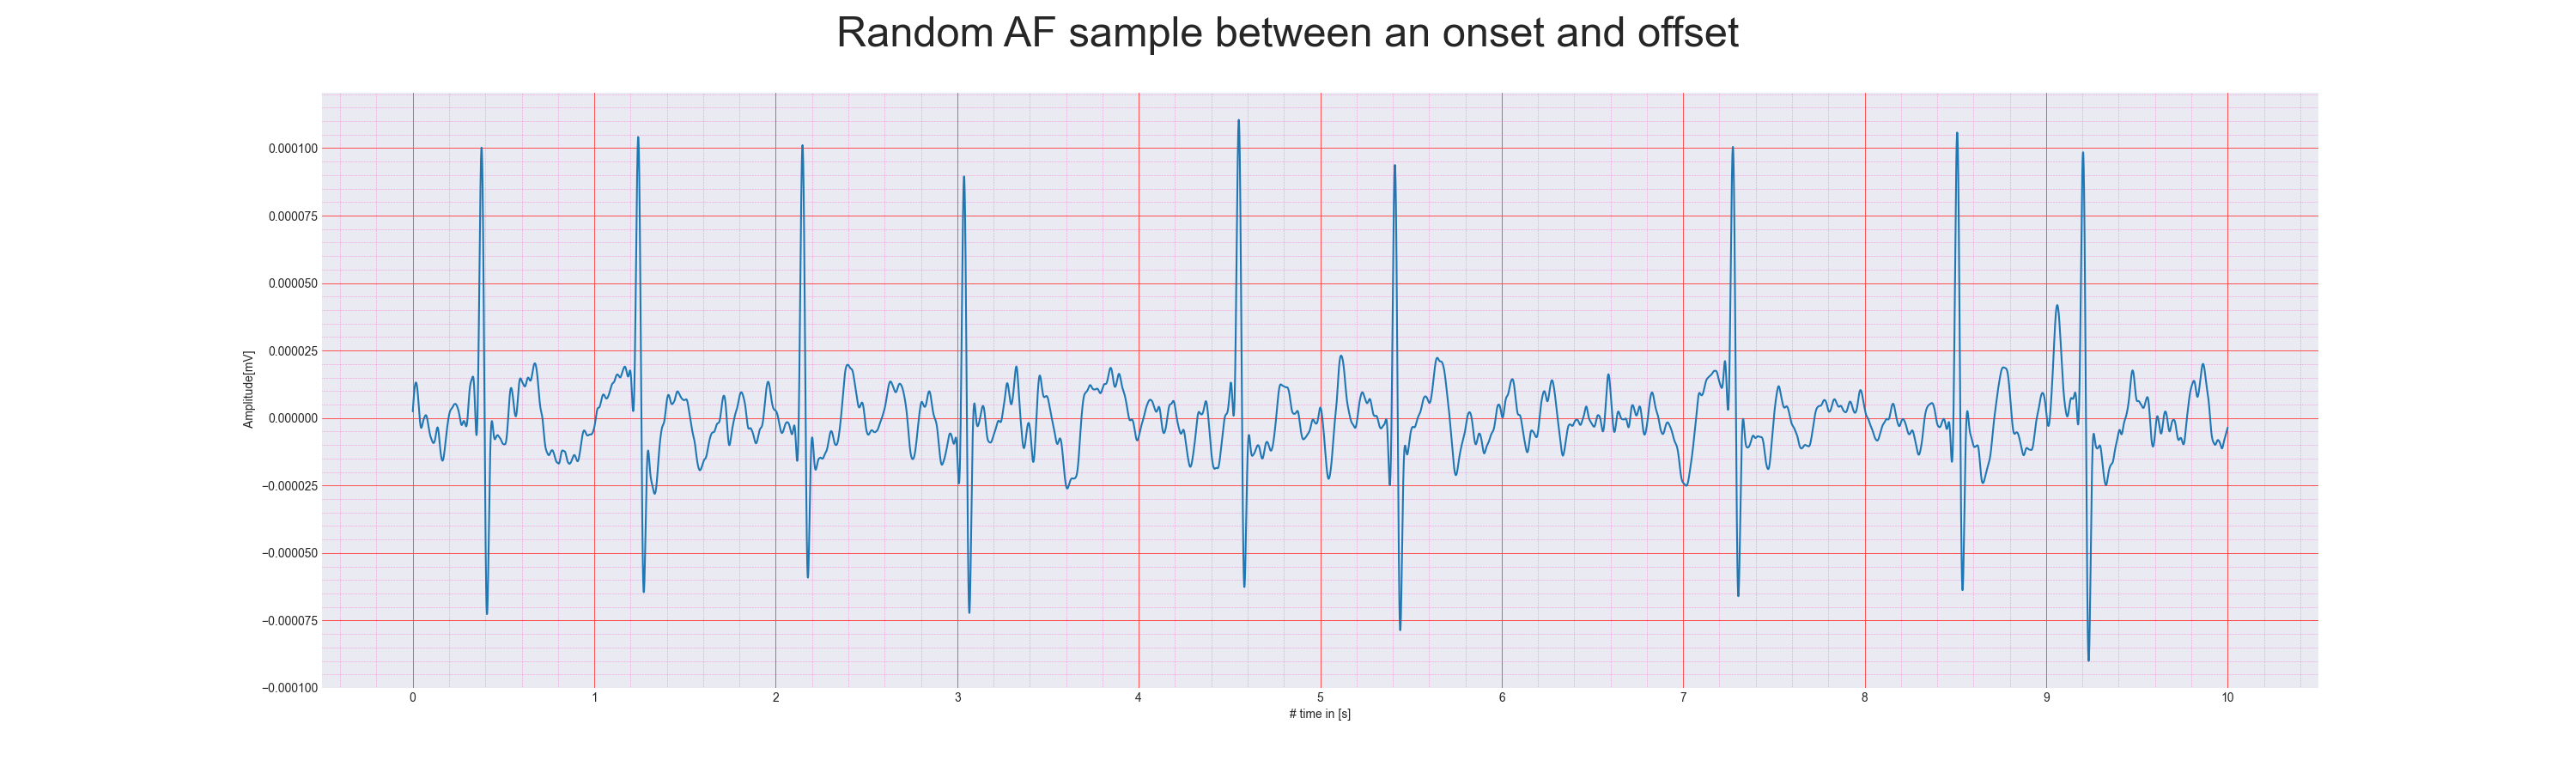 Random AF sample between an onset and offset
0.000100
0.000075
0.000050
0.000025
0.000000
−0.000025
−0.000050
−0.000075
−0.000100
Amplitude[mV]
0 1 2 3 4 5 6 7 8 9 10
# time in [s]